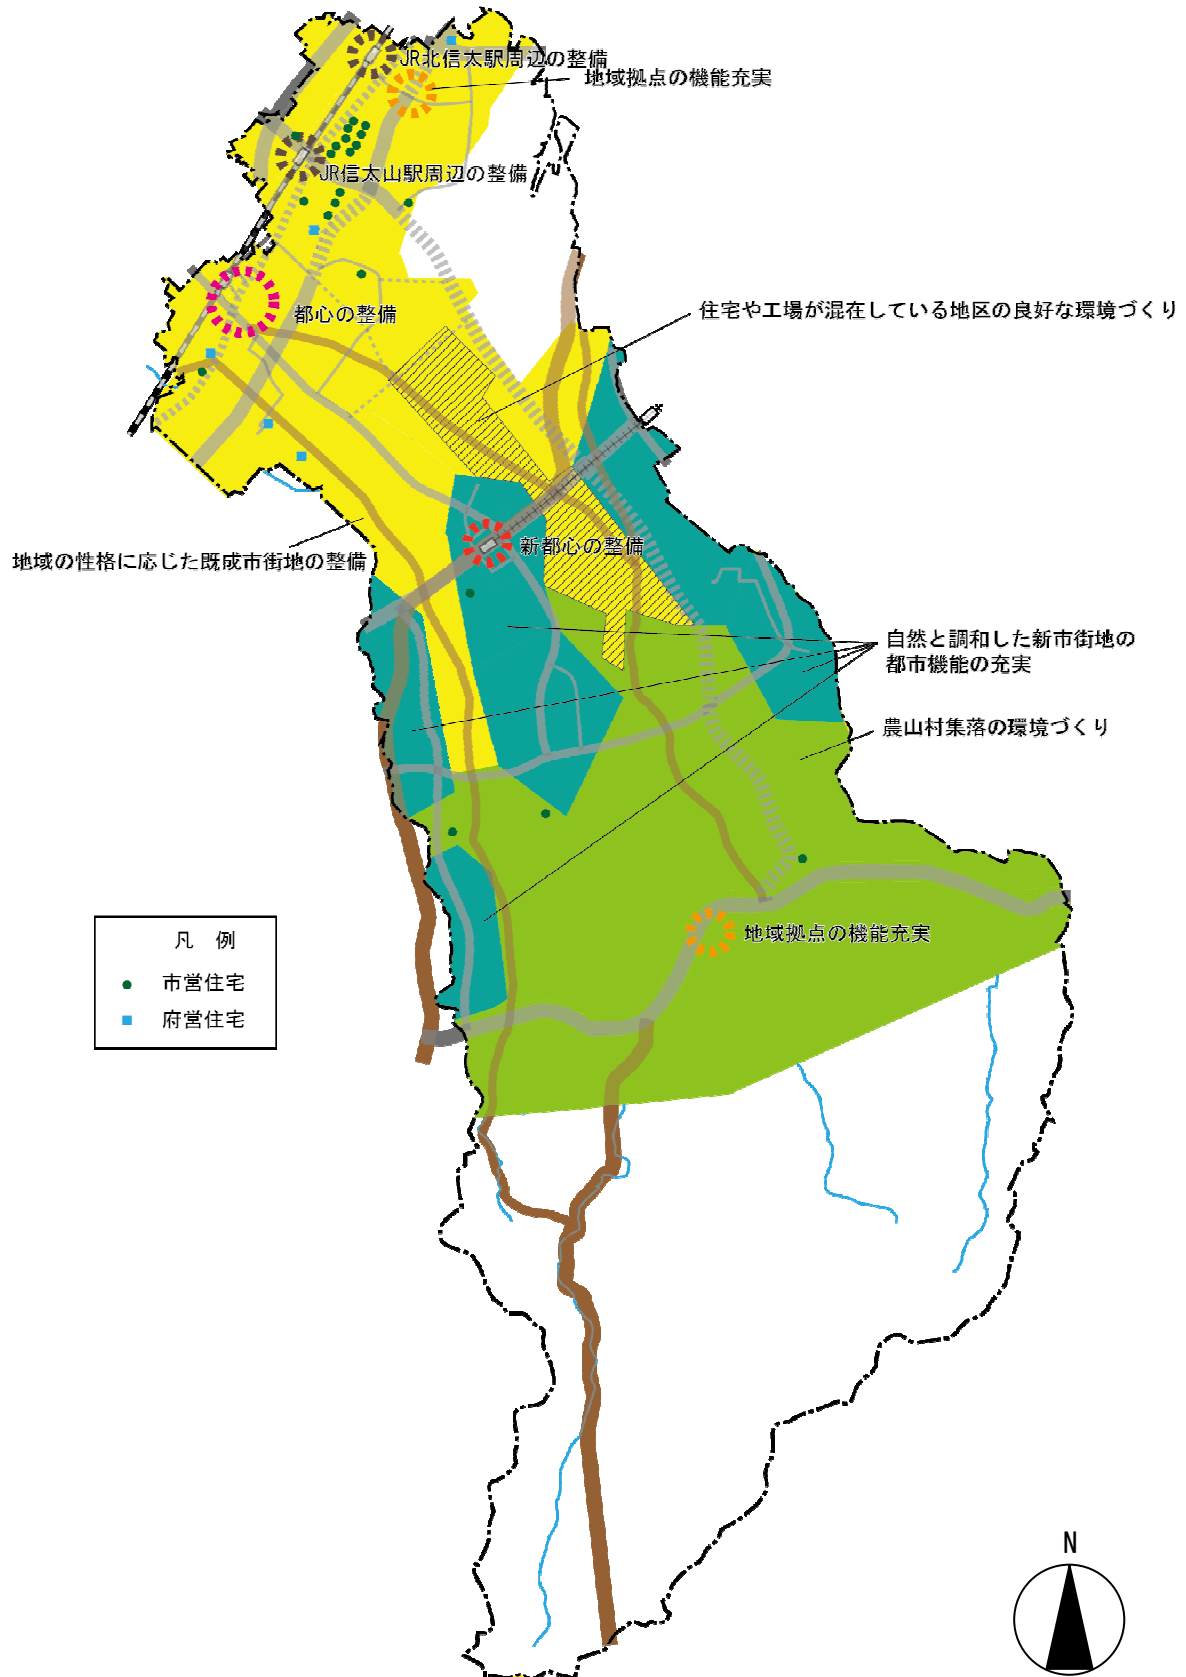 JR北信太駅周辺の整備
地域拠点の機能充実
JR信太山駅周辺の整備
都心の整備
住宅や工場が混在している地区の良好な環境づくり
新都心の整備
地域の性格に応じた既成市街地の整備
自然と調和した新市街地の
都市機能の充実
農山村集落の環境づくり
地域拠点の機能充実
凡 例
市営住宅
府営住宅
N